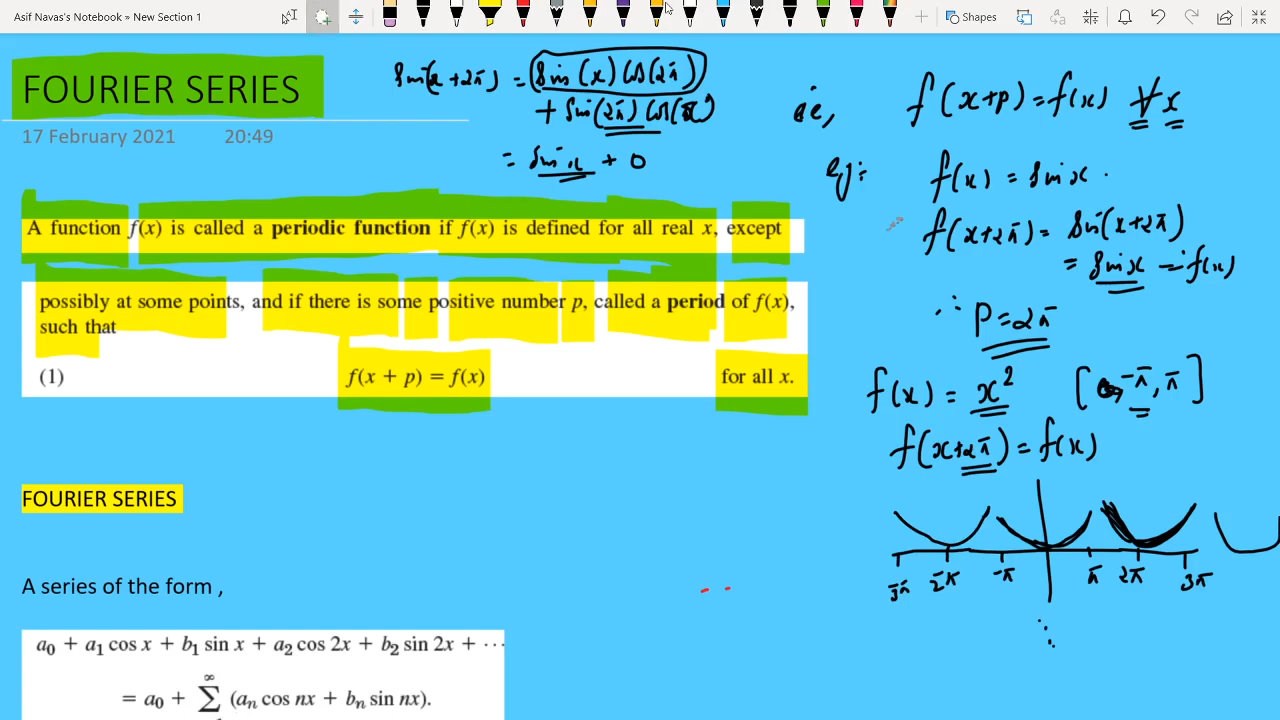 Asif Navas's Notebook » New Section 1
Shapes
FOURIER SERIES
17 February 2021 20:49
sin(x+2π) = sin(x) cos(2π)
+ sin(2π) cos(x)
= sin x + 0
A function f(x) is called a periodic function if f(x) is defined for all real x, except
possibly at some points, and if there is some positive number p, called a period of f(x),
such that
(1) f(x + p) = f(x) for all x.
FOURIER SERIES
A series of the form ,
a₀ + a₁ cos x + b₁ sin x + a₂ cos 2x + b₂ sin 2x + ⋯
= a₀ + ∑ (aₙ cos nx + bₙ sin nx).
∞
ie, f(x+p) = f(x) ∀ x
eg: f(x) = sin x.
f(x+2π) = sin(x+2π)
= sin x = f(x)
∴ P = 2π
f(x) = x² [-π, π]
f(x+2π) = f(x)
-3π -2π -π π 2π 3π